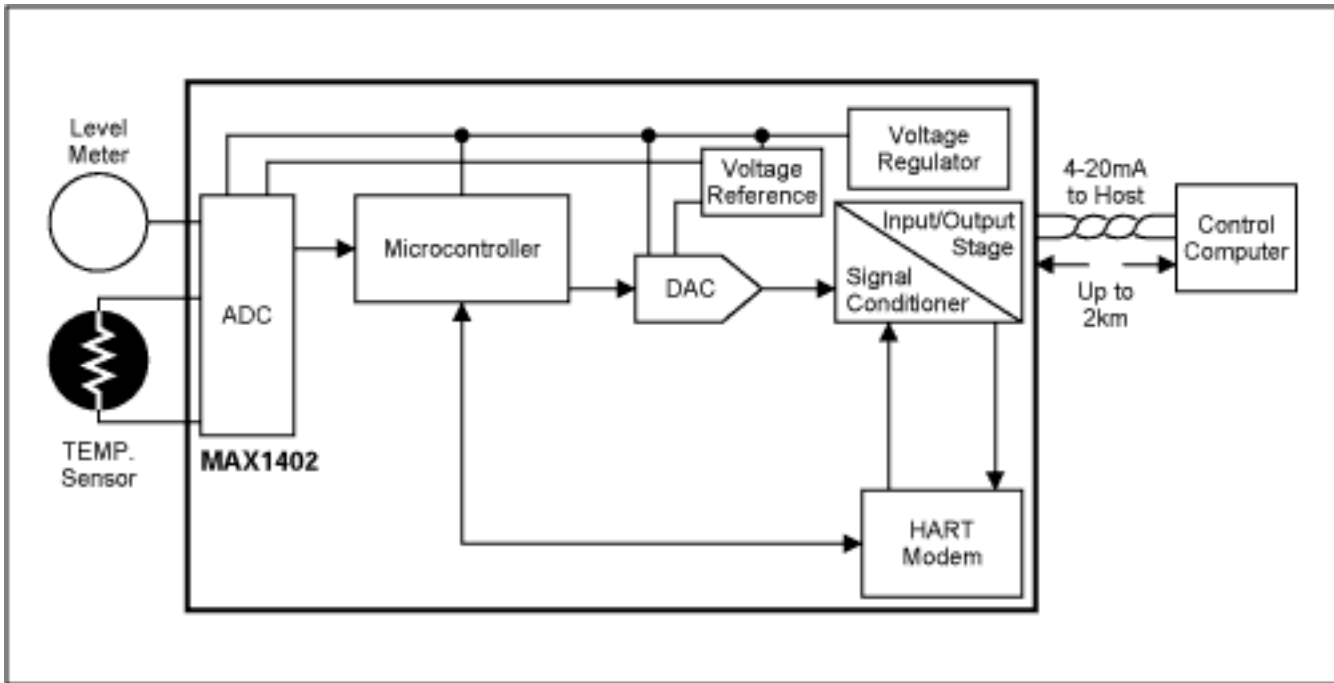 Level
Meter
TEMP.
Sensor
ADC
MAX1402
Microcontroller
Voltage
Reference
DAC
Voltage
Regulator
Input/Output
Stage
Signal
Conditioner
HART
Modem
4-20mA
to Host
Up to
2km
Control
Computer